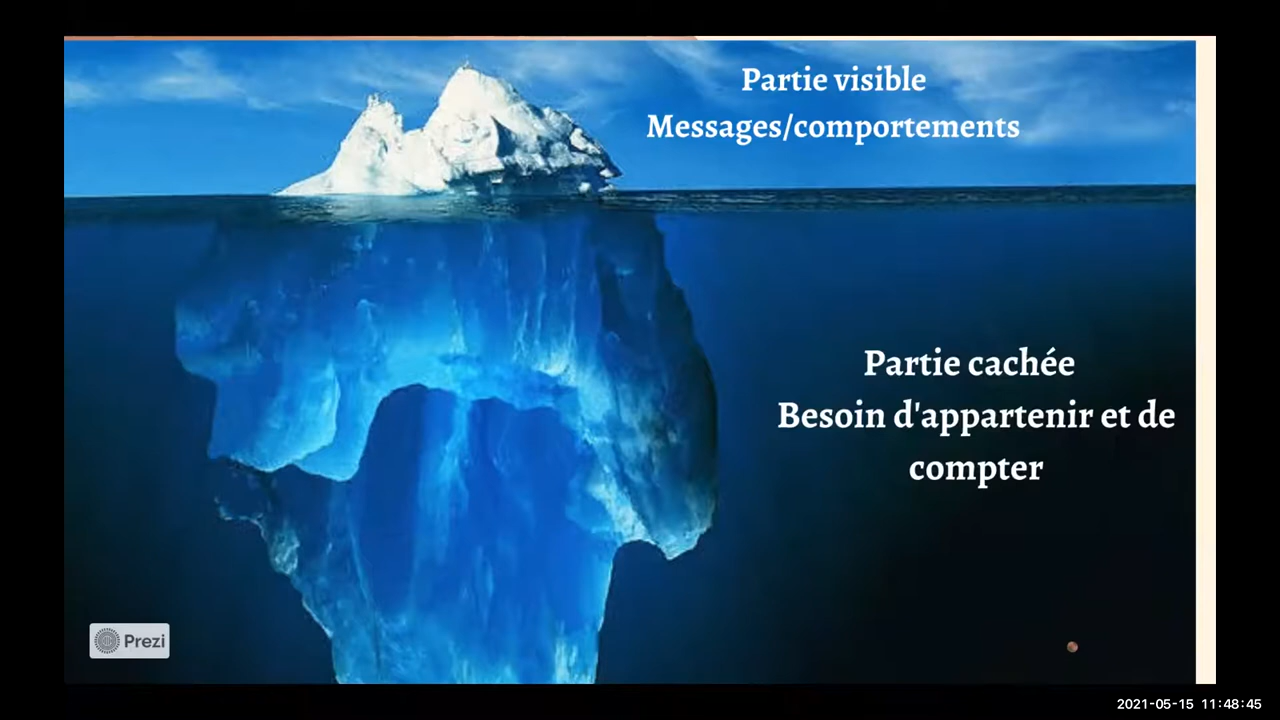 Partie visible
Messages/comportements
Partie cachée
Besoin d'appartenir et de
compter
Prezi
2021-05-15 11:48:45